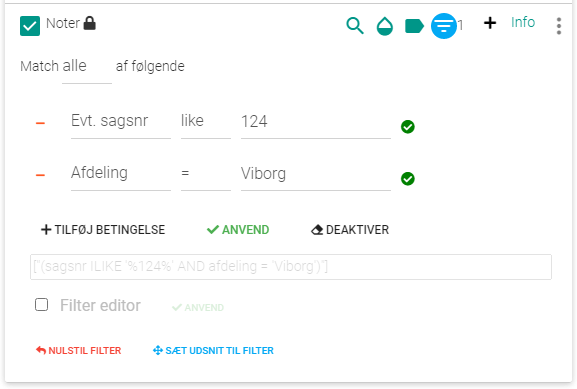 Noter 1 Info
Match alle af følgende
Evt. sagsnr like 124
Afdeling = Viborg
TILFØJ BETINGELSE ANVEND DEAKTIVER
["(sagsnr ILIKE '%124%' AND afdeling = 'Viborg')"]
Filter editor ANVEND
NULSTIL FILTER SÆT UDSNIT TIL FILTER